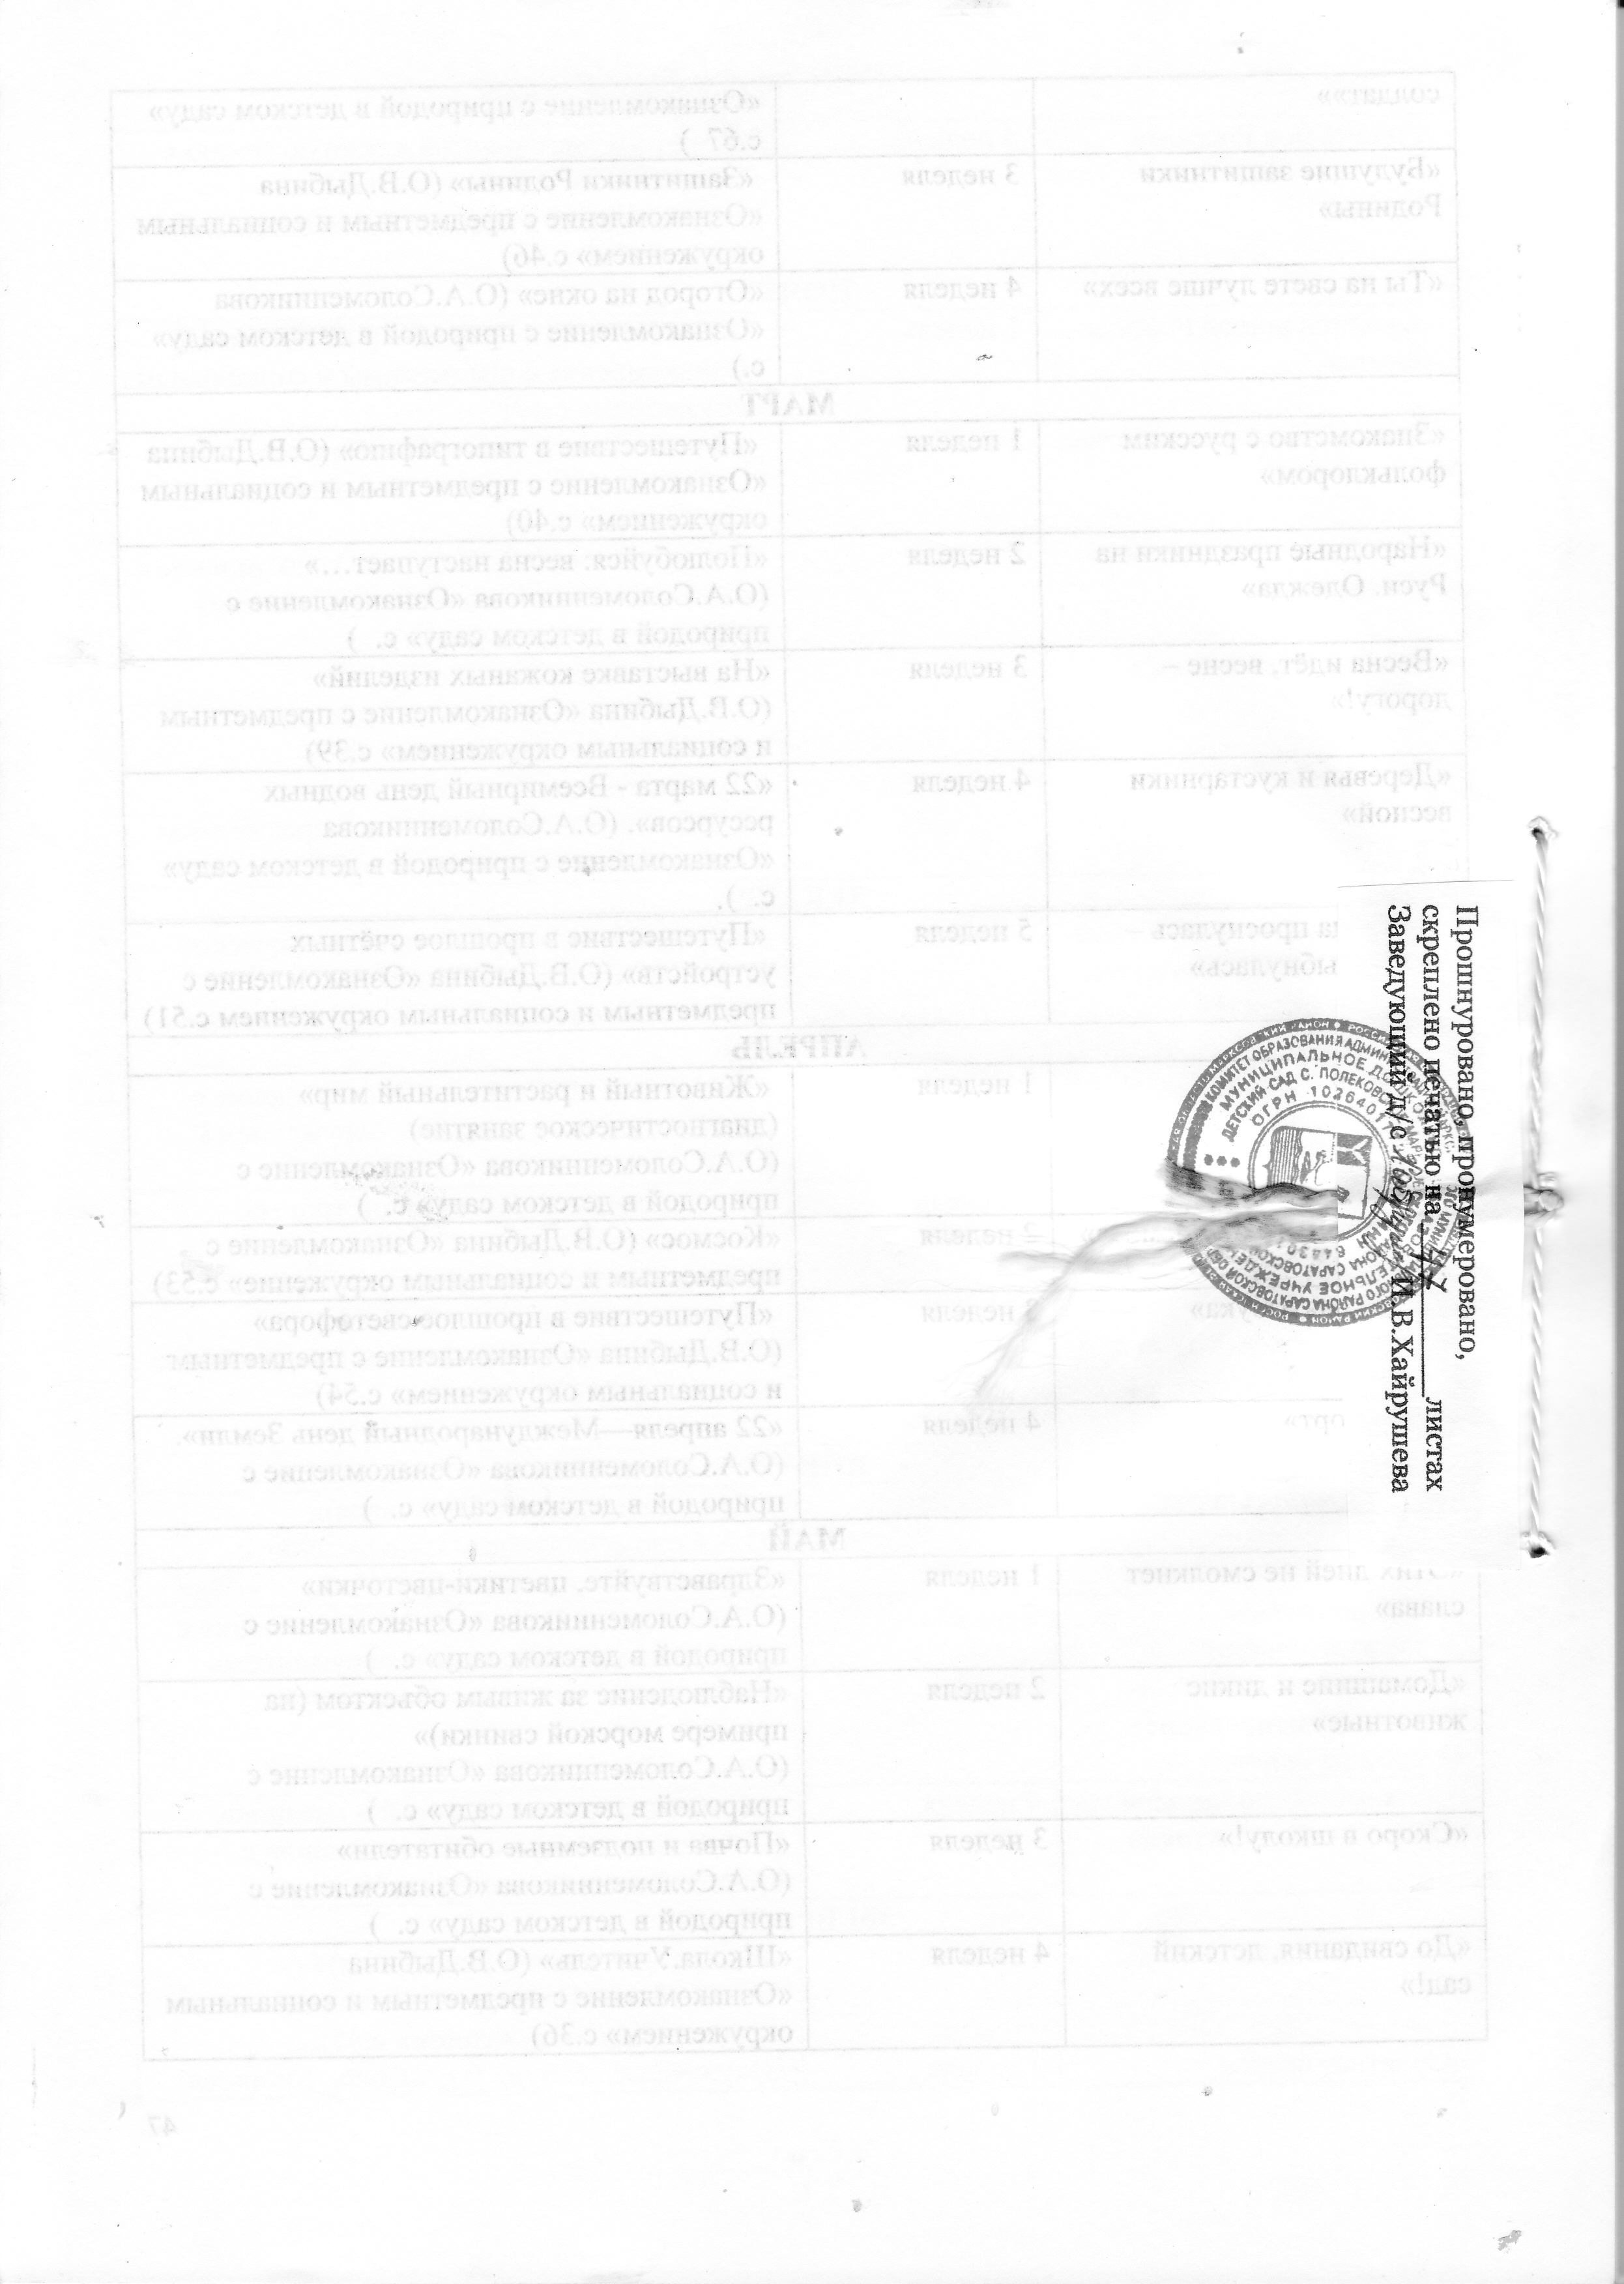 Прошнуровано, пронумеровано,
скреплено печатью на 47 листах
Заведующий д/с И.В.Хайрушева
солдат»»
«Ознакомление с природой в детском саду»
с.67 )
«Будущие защитники
Родины»
3 неделя
«Защитники Родины» (О.В.Дыбина
«Ознакомление с предметным и социальным
окружением» с.46)
«Ты на свете лучше всех»
4 неделя
«Огород на окне» (О.А.Соломенникова
«Ознакомление с природой в детском саду»
с.)
МАРТ
«Знакомство с русским
фольклором»
1 неделя
«Путешествие в типографию» (О.В.Дыбина
«Ознакомление с предметным и социальным
окружением» с.40)
«Народные праздники на
Руси. Одежда»
2 неделя
«Полюбуйся: весна наступает…»
(О.А.Соломенникова «Ознакомление с
природой в детском саду» с. )
«Весна идёт, весне –
дорогу!»
3 неделя
«На выставке кожаных изделий»
(О.В.Дыбина «Ознакомление с предметным
и социальным окружением» с.39)
«Деревья и кустарники
весной»
4 неделя
«22 марта - Всемирный день водных
ресурсов». (О.А.Соломенникова
«Ознакомление с природой в детском саду»
с. ).
проснулась –
5 неделя
«Путешествие в прошлое счётных
устройств» (О.В.Дыбина «Ознакомление с
предметным и социальным окружением с.51)
АПРЕЛЬ
1 неделя
«Животный и растительный мир»
(диагностическое занятие)
(О.А.Соломенникова «Ознакомление с
природой в детском саду» с. )
2 неделя
«Космос» (О.В.Дыбина «Ознакомление с
предметным и социальным окружение» с.53)
3 неделя
«Путешествие в прошлое светофора»
(О.В.Дыбина «Ознакомление с предметным
и социальным окружением» с.54)
4 неделя
«22 апреля—Международный день Земли».
(О.А.Соломенникова «Ознакомление с
природой в детском саду» с. )
МАЙ
дней не смолкнет
слава»
1 неделя
«Здравствуйте, цветики-цветочки»
(О.А.Соломенникова «Ознакомление с
природой в детском саду» с. )
«Домашние и дикие
животные»
2 неделя
«Наблюдение за живым объектом (на
примере морской свинки)»
(О.А.Соломенникова «Ознакомление с
природой в детском саду» с. )
«Скоро в школу!»
3 неделя
«Почва и подземные обитатели»
(О.А.Соломенникова «Ознакомление с
природой в детском саду» с. )
«До свидания, детский
сад!»
4 неделя
«Школа.Учитель» (О.В.Дыбина
«Ознакомление с предметным и социальным
окружением» с.36)
47